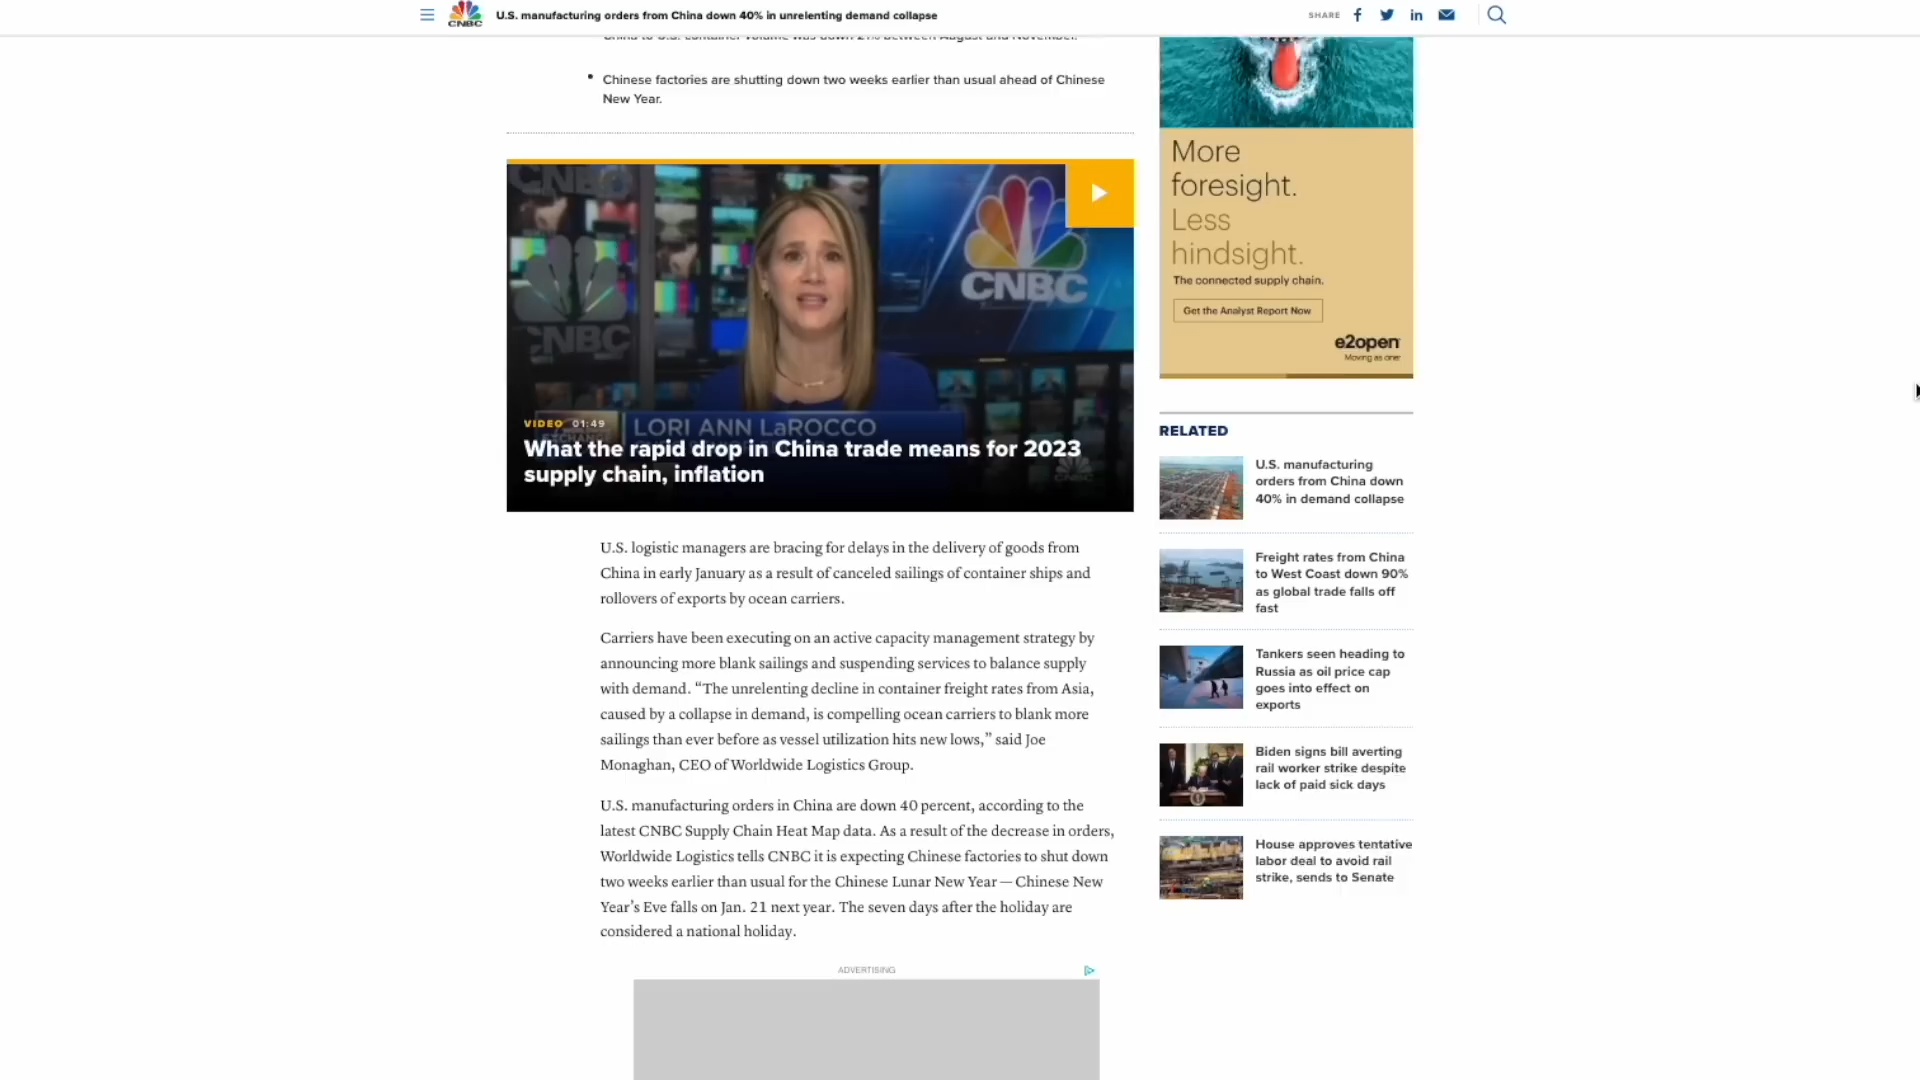 CNBC
U.S. manufacturing orders from China down 40% in unrelenting demand collapse
SHARE
China to U.S. container volume was down 21% between August and November.
Chinese factories are shutting down two weeks earlier than usual ahead of Chinese
New Year.
CNBC
CNBC
LORI ANN LaROCCO
VIDEO 01:49
What the rapid drop in China trade means for 2023
supply chain, inflation
U.S. logistic managers are bracing for delays in the delivery of goods from
China in early January as a result of canceled sailings of container ships and
rollovers of exports by ocean carriers.
Carriers have been executing on an active capacity management strategy by
announcing more blank sailings and suspending services to balance supply
with demand. “The unrelenting decline in container freight rates from Asia,
caused by a collapse in demand, is compelling ocean carriers to blank more
sailings than ever before as vessel utilization hits new lows,” said Joe
Monaghan, CEO of Worldwide Logistics Group.
U.S. manufacturing orders in China are down 40 percent, according to the
latest CNBC Supply Chain Heat Map data. As a result of the decrease in orders,
Worldwide Logistics tells CNBC it is expecting Chinese factories to shut down
two weeks earlier than usual for the Chinese Lunar New Year — Chinese New
Year’s Eve falls on Jan. 21 next year. The seven days after the holiday are
considered a national holiday.
ADVERTISING
More
foresight.
Less
hindsight.
The connected supply chain.
Get the Analyst Report Now
e2open
Moving as one
RELATED
U.S. manufacturing
orders from China down
40% in demand collapse
Freight rates from China
to West Coast down 90%
as global trade falls off
fast
Tankers seen heading to
Russia as oil price cap
goes into effect on
exports
Biden signs bill averting
rail worker strike despite
lack of paid sick days
House approves tentative
labor deal to avoid rail
strike, sends to Senate